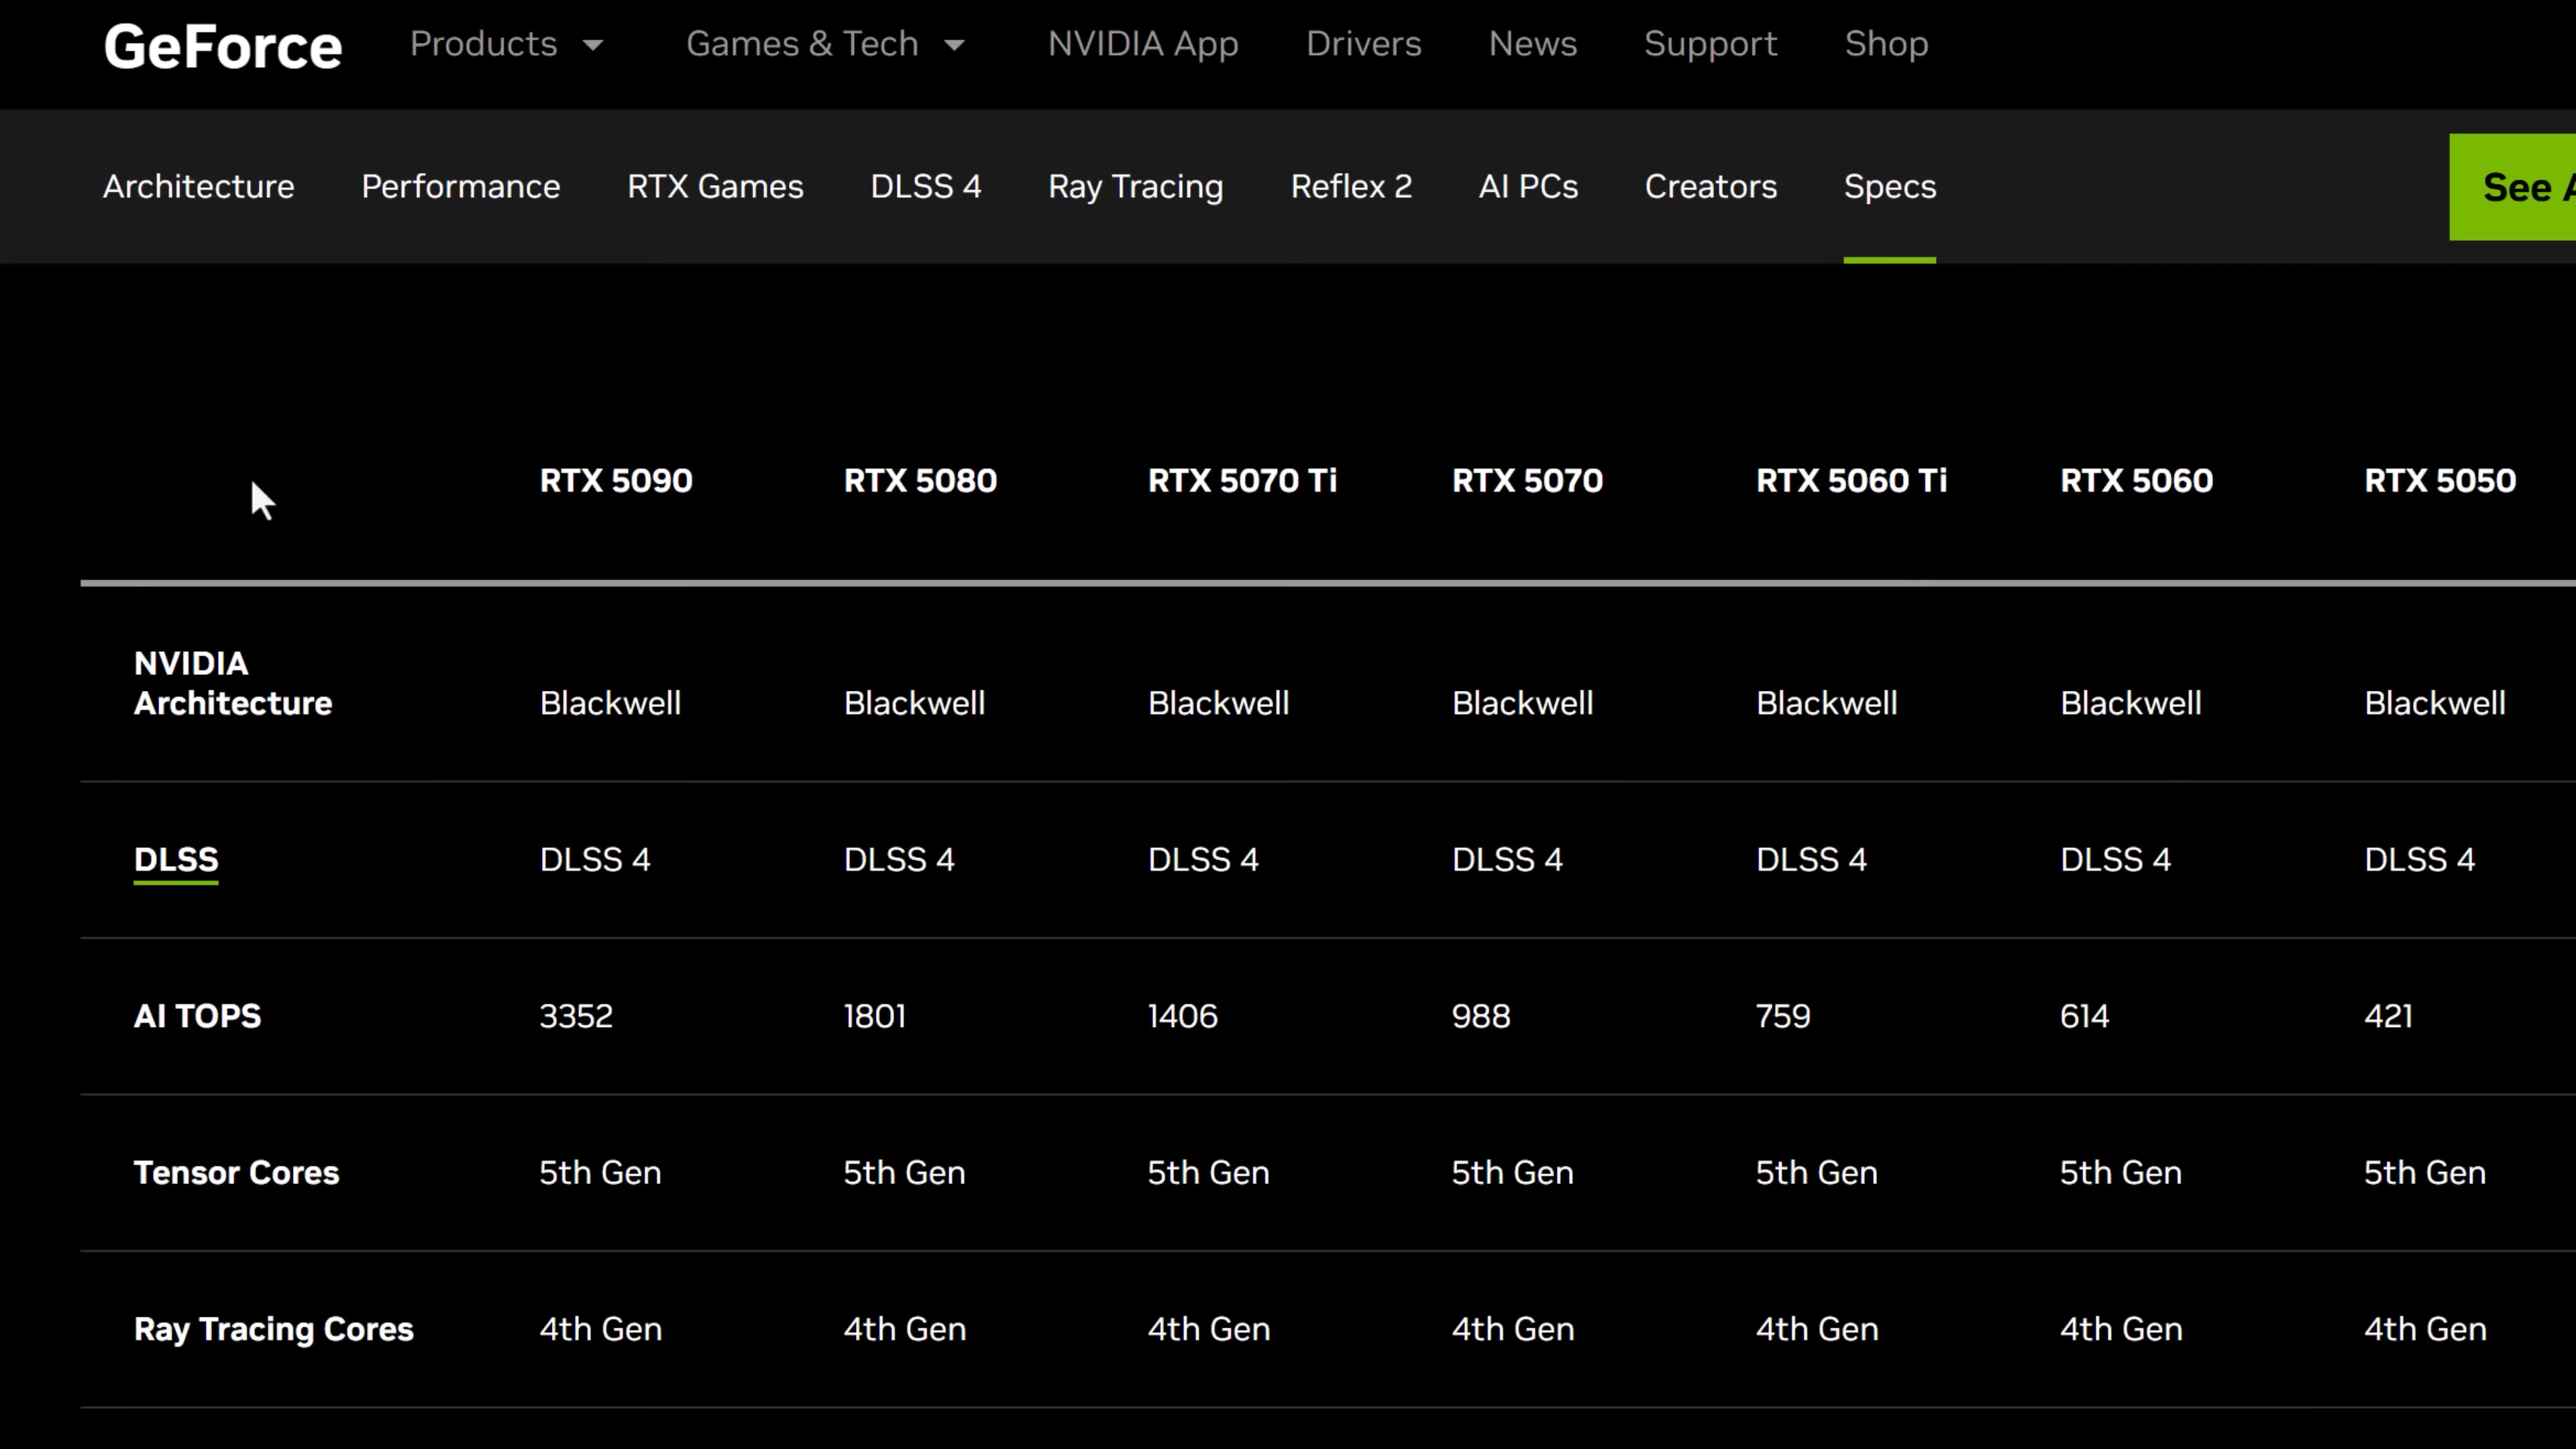 GeForce Products Games & Tech NVIDIA App Drivers News Support Shop
Architecture Performance RTX Games DLSS 4 Ray Tracing Reflex 2 AI PCs Creators Specs See
RTX 5090 RTX 5080 RTX 5070 Ti RTX 5070 RTX 5060 Ti RTX 5060 RTX 5050
NVIDIA
Architecture Blackwell Blackwell Blackwell Blackwell Blackwell Blackwell Blackwell
DLSS DLSS 4 DLSS 4 DLSS 4 DLSS 4 DLSS 4 DLSS 4 DLSS 4
AI TOPS 3352 1801 1406 988 759 614 421
Tensor Cores 5th Gen 5th Gen 5th Gen 5th Gen 5th Gen 5th Gen 5th Gen
Ray Tracing Cores 4th Gen 4th Gen 4th Gen 4th Gen 4th Gen 4th Gen 4th Gen